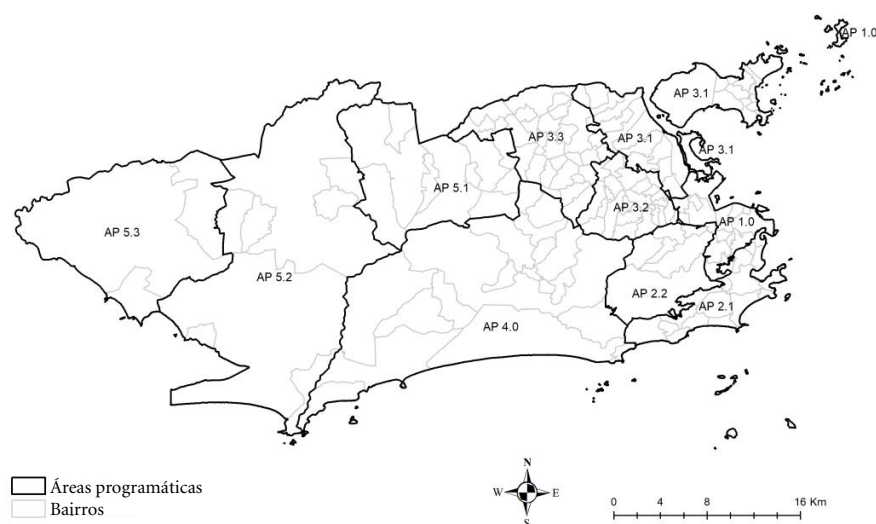 AP 1.0
AP 3.1
AP 3.3
AP 3.1
AP 3.1
AP 5.1
AP 3.2
AP 1.0
AP 5.3
AP 5.2
AP 2.2
AP 2.1
AP 4.0
N
W E
S
Áreas programáticas
Bairros
0 4 8 16 Km